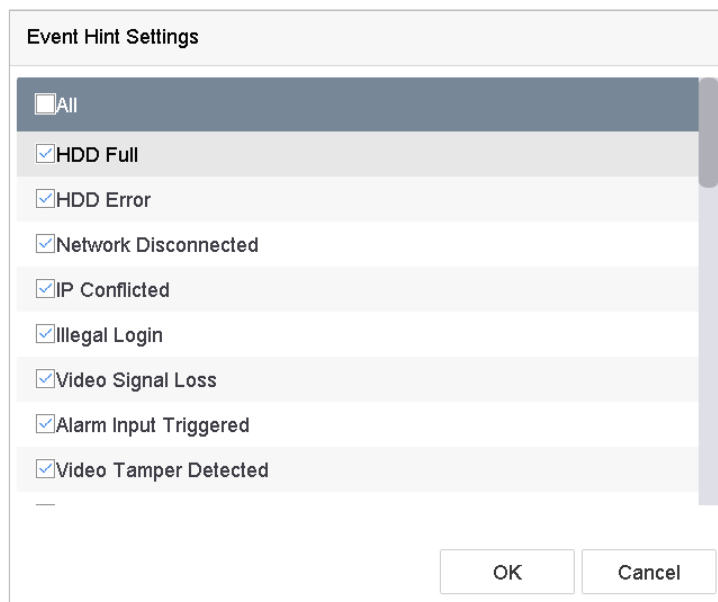 Event Hint Settings
All
HDD Full
HDD Error
Network Disconnected
IP Conflicted
Illegal Login
Video Signal Loss
Alarm Input Triggered
Video Tamper Detected
OK Cancel